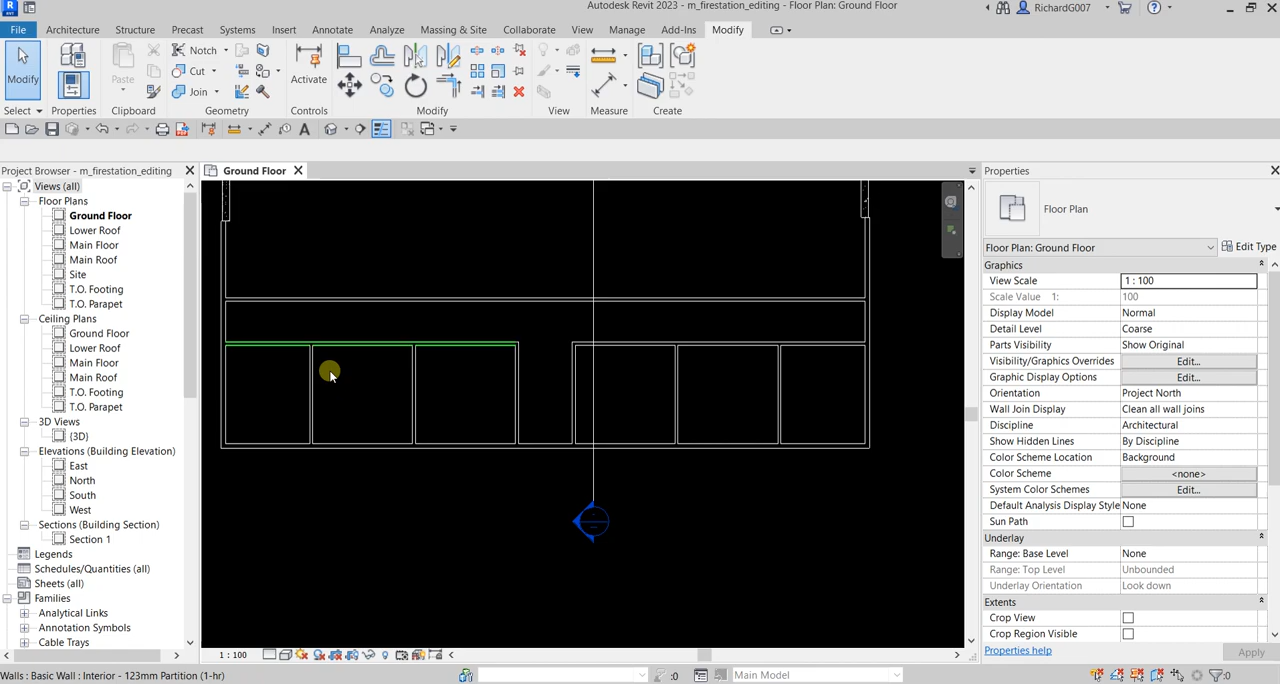 Autodesk Revit 2023 - m_firestation_editing - Floor Plan: Ground Floor
RichardG007
File Architecture Structure Precast Systems Insert Annotate Analyze Massing & Site Collaborate View Manage Add-Ins Modify
Modify Paste Notch Cut Join Activate
Select Properties Clipboard Geometry Controls Modify View Measure Create
Project Browser - m_firestation_editing
Ground Floor
Properties
Views (all)
Floor Plans
Ground Floor
Lower Roof
Main Floor
Main Roof
Site
T.O. Footing
T.O. Parapet
Ceiling Plans
Ground Floor
Lower Roof
Main Floor
Main Roof
T.O. Footing
T.O. Parapet
3D Views
{3D}
Elevations (Building Elevation)
East
North
South
West
Sections (Building Section)
Section 1
Legends
Schedules/Quantities (all)
Sheets (all)
Families
Analytical Links
Annotation Symbols
Cable Trays
Floor Plan
Floor Plan: Ground Floor Edit Type
Graphics
View Scale 1 : 100
Scale Value 1: 100
Display Model Normal
Detail Level Coarse
Parts Visibility Show Original
Visibility/Graphics Overrides Edit...
Graphic Display Options Edit...
Orientation Project North
Wall Join Display Clean all wall joins
Discipline Architectural
Show Hidden Lines By Discipline
Color Scheme Location Background
Color Scheme <none>
System Color Schemes Edit...
Default Analysis Display Style None
Sun Path
Underlay
Range: Base Level None
Range: Top Level Unbounded
Underlay Orientation Look down
Extents
Crop View
Crop Region Visible
Properties help Apply
1 : 100
Walls : Basic Wall : Interior - 123mm Partition (1-hr) :0 Main Model :0